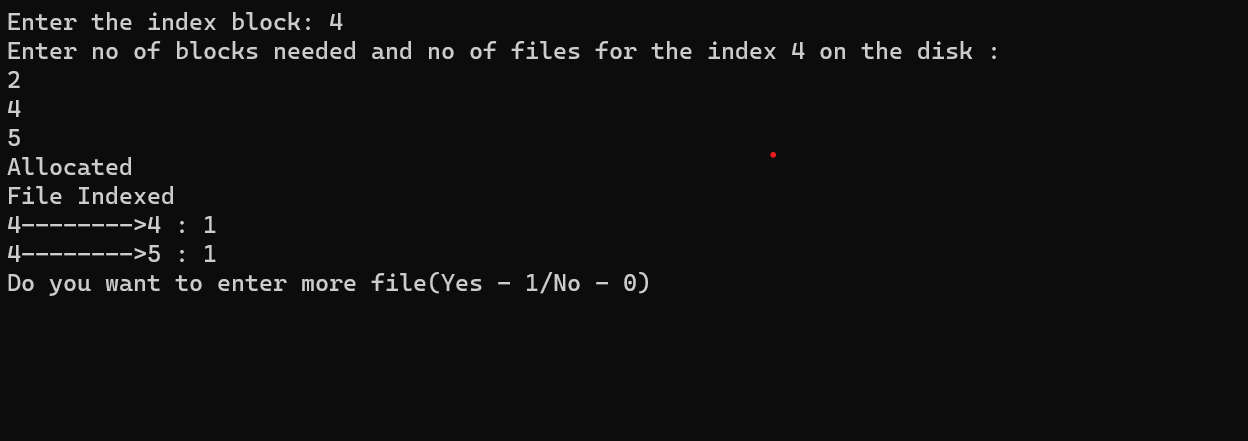 Enter the index block: 4
Enter no of blocks needed and no of files for the index 4 on the disk :
2
4
5
Allocated
File Indexed
4-------->4 : 1
4-------->5 : 1
Do you want to enter more file(Yes - 1/No - 0)